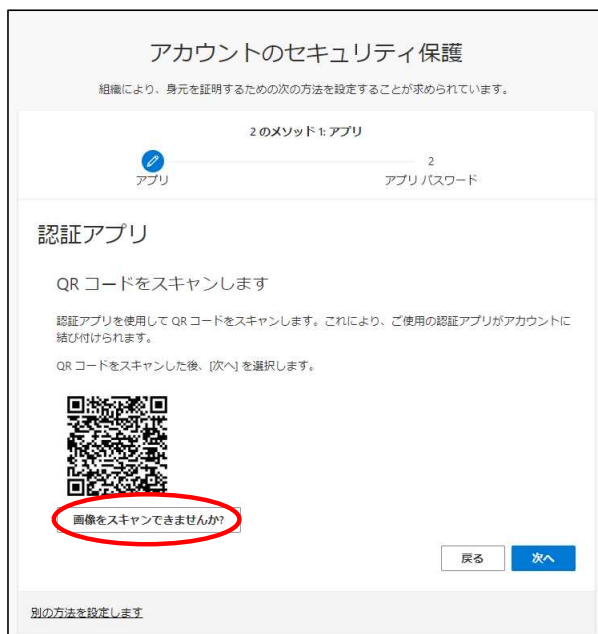 アカウントのセキュリティ保護
組織により、身元を証明するための次の方法を設定することが求められています。
2 のメソッド 1: アプリ
2
アプリ
アプリ パスワード
認証アプリ
QR コードをスキャンします
認証アプリを使用して QR コードをスキャンします。これにより、ご使用の認証アプリがアカウントに
結び付けられます。
QR コードをスキャンした後、[次へ] を選択します。
画像をスキャンできませんか?
戻る
次へ
別の方法を設定します